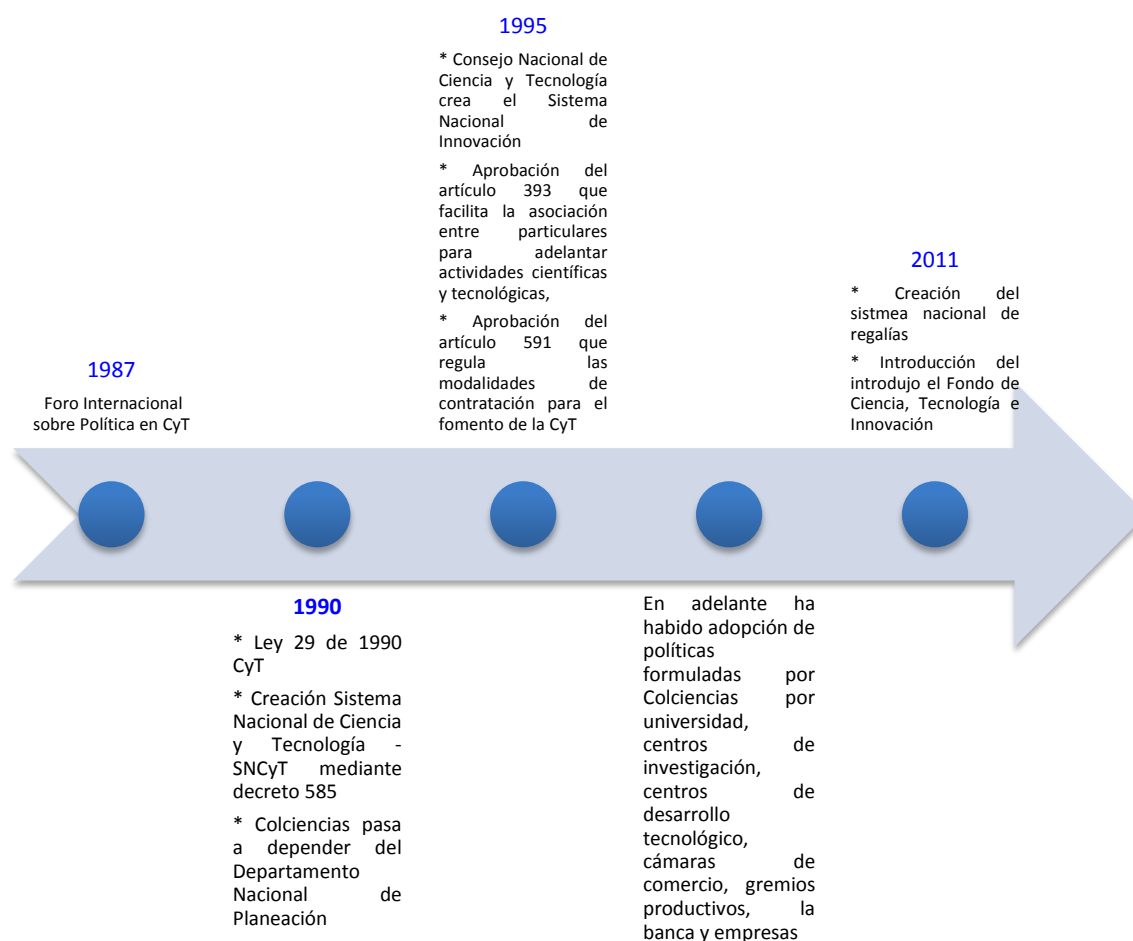 1987
Foro Internacional
sobre Política en CyT
1990
* Ley 29 de 1990
CyT
* Creación Sistema
Nacional de Ciencia
y Tecnología -
SNCyT mediante
decreto 585
* Colciencias pasa
a depender del
Departamento
Nacional de
Planeación
1995
* Consejo Nacional de
Ciencia y Tecnología
crea el Sistema
Nacional de
Innovación
* Aprobación del
artículo 393 que
facilita la asociación
entre particulares
para adelantar
actividades científicas
y tecnológicas,
* Aprobación del
artículo 591 que
regula las
modalidades de
contratación para el
fomento de la CyT
En adelante ha
habido adopción de
políticas
formuladas por
Colciencias por
universidad,
centros de
investigación,
centros de
desarrollo
tecnológico,
cámaras de
comercio, gremios
productivos, la
banca y empresas
2011
* Creación del
sistmea nacional de
regalías
* Introducción del
introdujo el Fondo de
Ciencia, Tecnología e
Innovación